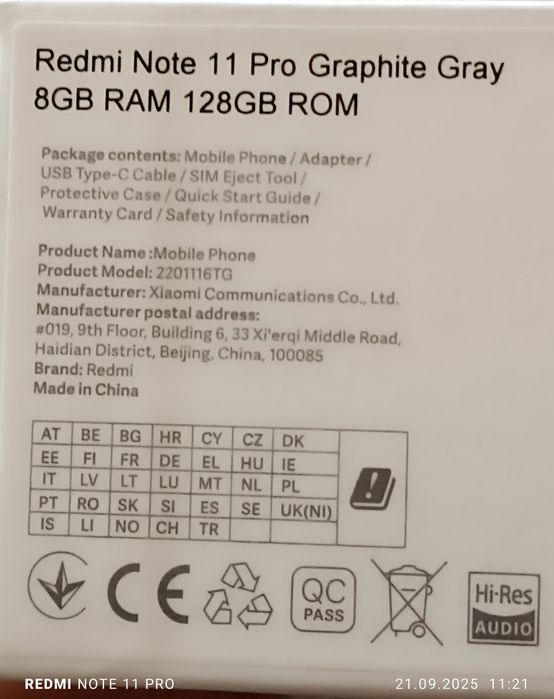 Redmi Note 11 Pro Graphite Gray
8GB RAM 128GB ROM
Package contents: Mobile Phone / Adapter /
USB Type-C Cable / SIM Eject Tool /
Protective Case / Quick Start Guide /
Warranty Card / Safety Information
Product Name :Mobile Phone
Product Model: 2201116TG
Manufacturer: Xiaomi Communications Co., Ltd.
Manufacturer postal address:
#019, 9th Floor, Building 6, 33 Xi'erqi Middle Road,
Haidian District, Beijing, China, 100085
Brand: Redmi
Made in China
AT BE BG HR CY CZ DK
EE FI FR DE EL HU IE
IT LV LT LU MT NL PL
PT RO SK SI ES SE UK(NI)
IS LI NO CH TR
CE
QC
PASS
Hi-Res
AUDIO
REDMI NOTE 11 PRO 21.09.2025 11:21